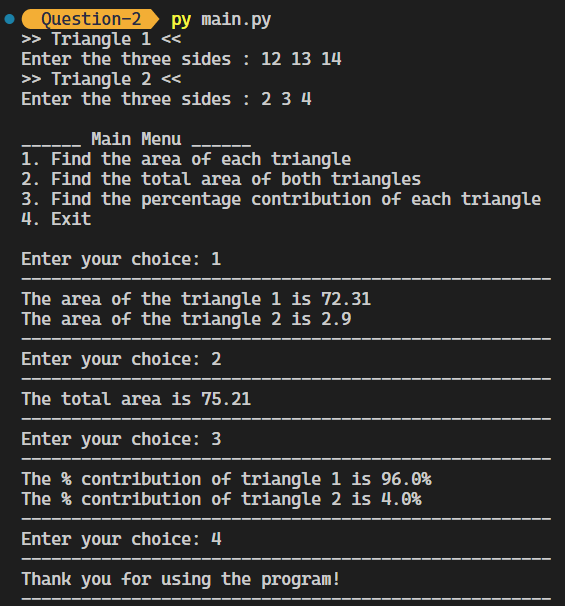 Question-2 py main.py
>> Triangle 1 <<
Enter the three sides : 12 13 14
>> Triangle 2 <<
Enter the three sides : 2 3 4
______ Main Menu ______
1. Find the area of each triangle
2. Find the total area of both triangles
3. Find the percentage contribution of each triangle
4. Exit
Enter your choice: 1
-----------------------------------------------------
The area of the triangle 1 is 72.31
The area of the triangle 2 is 2.9
-----------------------------------------------------
Enter your choice: 2
-----------------------------------------------------
The total area is 75.21
-----------------------------------------------------
Enter your choice: 3
-----------------------------------------------------
The % contribution of triangle 1 is 96.0%
The % contribution of triangle 2 is 4.0%
-----------------------------------------------------
Enter your choice: 4
-----------------------------------------------------
Thank you for using the program!
-----------------------------------------------------